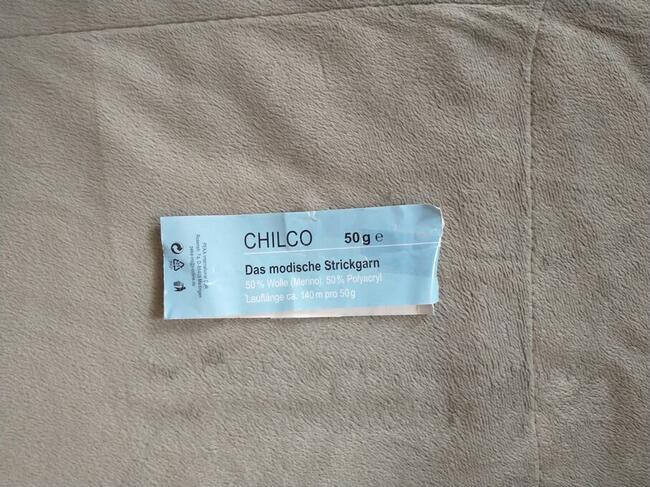 CHILCO 50 g e
Das modische Strickgarn
50 % Wolle (Merino), 50 % Polyacryl
Lauflänge ca. 140 m pro 50 g